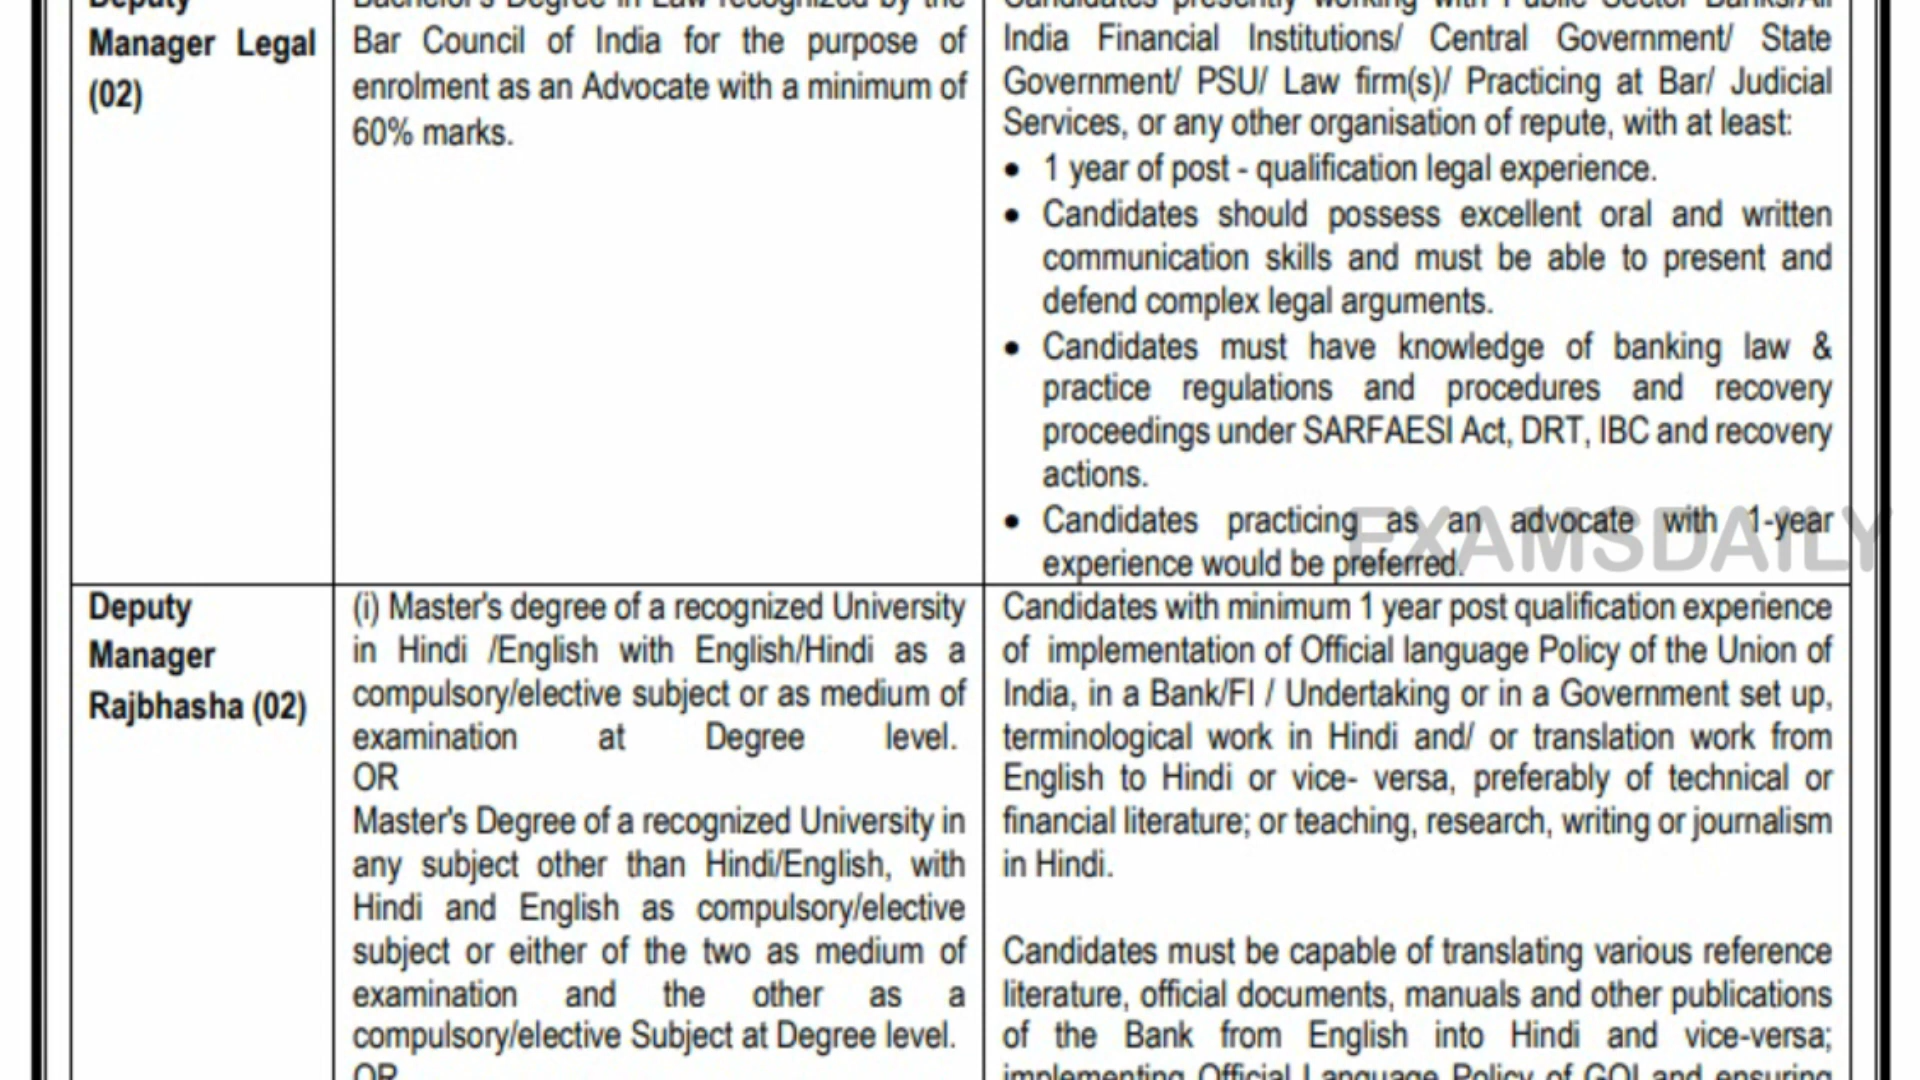 Deputy
Manager Legal
(02)
Bachelor's Degree in Law recognized by the
Bar Council of India for the purpose of
enrolment as an Advocate with a minimum of
60% marks.
Candidates presently working with Public Sector Banks/All
India Financial Institutions/ Central Government/ State
Government/ PSU/ Law firm(s)/ Practicing at Bar/ Judicial
Services, or any other organisation of repute, with at least:
• 1 year of post - qualification legal experience.
• Candidates should possess excellent oral and written
communication skills and must be able to present and
defend complex legal arguments.
• Candidates must have knowledge of banking law &
practice regulations and procedures and recovery
proceedings under SARFAESI Act, DRT, IBC and recovery
actions.
• Candidates practicing as an advocate with 1-year
experience would be preferred.
EXAMSDAILY
Deputy
Manager
Rajbhasha (02)
(i) Master's degree of a recognized University
in Hindi /English with English/Hindi as a
compulsory/elective subject or as medium of
examination at Degree level.
OR
Master's Degree of a recognized University in
any subject other than Hindi/English, with
Hindi and English as compulsory/elective
subject or either of the two as medium of
examination and the other as a
compulsory/elective Subject at Degree level.
OR
Candidates with minimum 1 year post qualification experience
of implementation of Official language Policy of the Union of
India, in a Bank/FI / Undertaking or in a Government set up,
terminological work in Hindi and/ or translation work from
English to Hindi or vice- versa, preferably of technical or
financial literature; or teaching, research, writing or journalism
in Hindi.
Candidates must be capable of translating various reference
literature, official documents, manuals and other publications
of the Bank from English into Hindi and vice-versa;
implementing Official Language Policy of GOI and ensuring